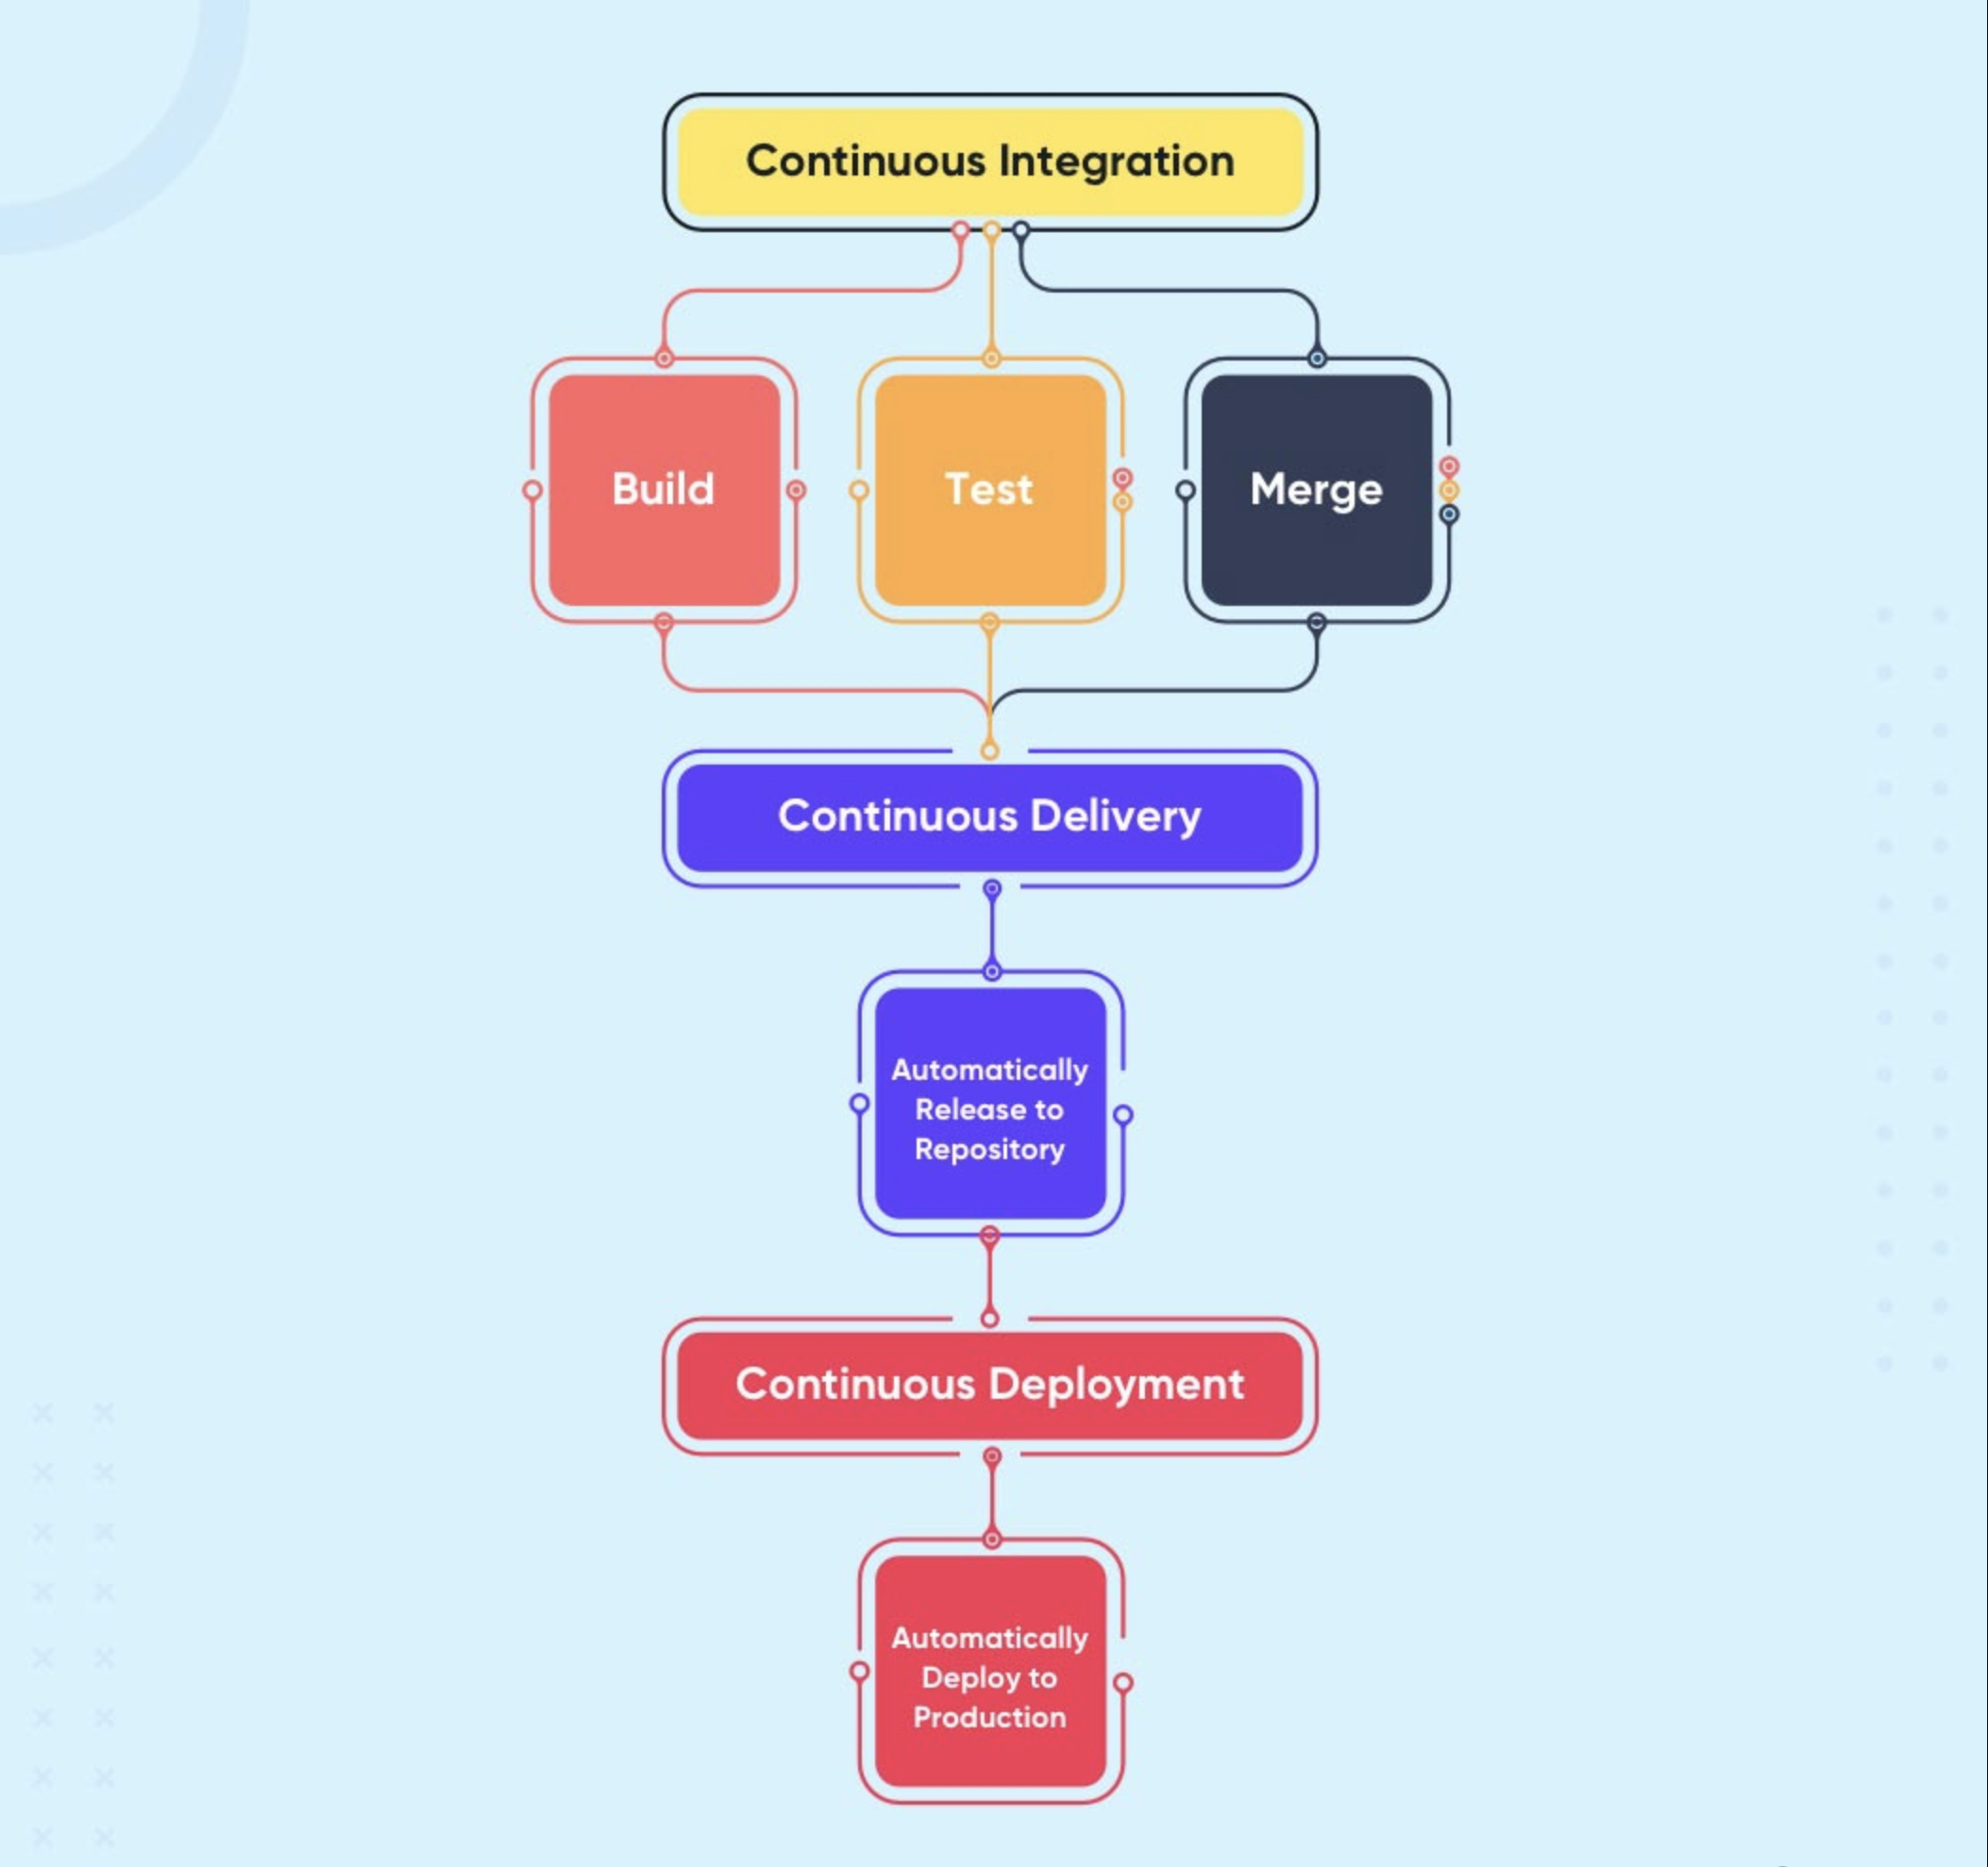 Continuous Integration
Build
Test
Merge
Continuous Delivery
Automatically
Release to
Repository
Continuous Deployment
Automatically
Deploy to
Production